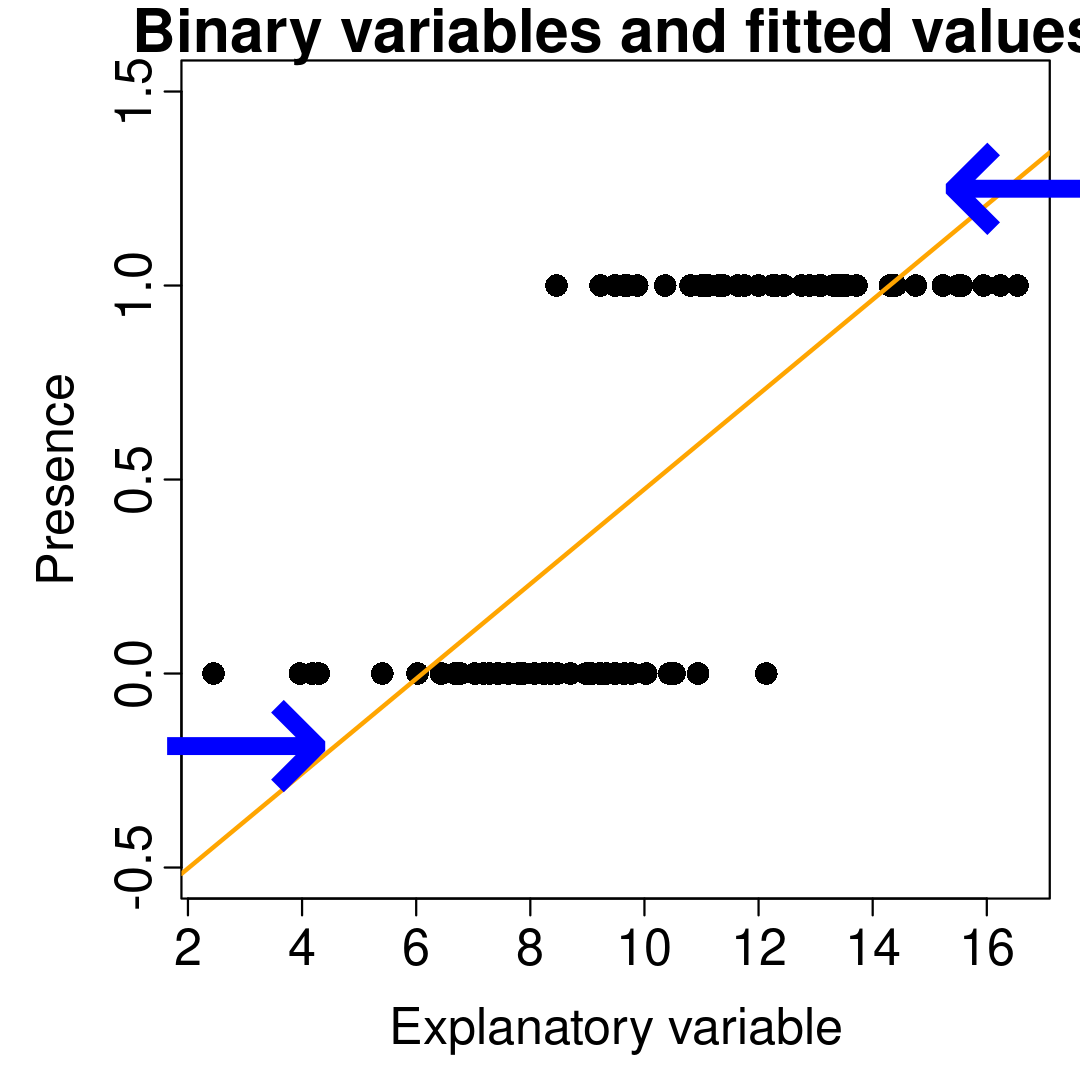 Binary variables and fitted values
1.5
1.0
0.5
0.0
-0.5
Presence
2 4 6 8 10 12 14 16
Explanatory variable